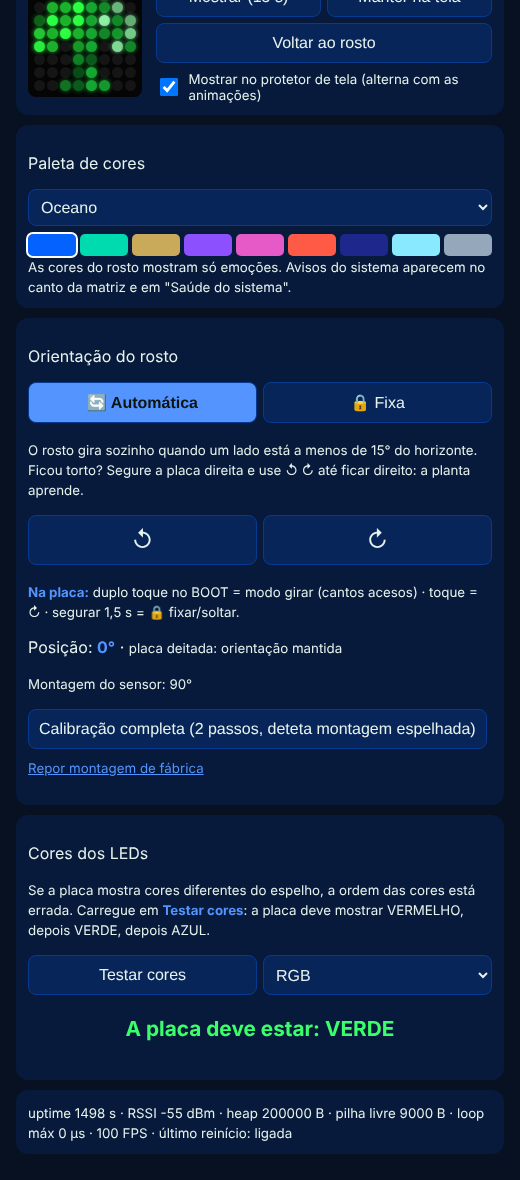 Mostrar (15 s)
Manter na tela
Voltar ao rosto
Mostrar no protetor de tela (alterna com as
animações)
Paleta de cores
Oceano
As cores do rosto mostram só emoções. Avisos do sistema aparecem no
canto da matriz e em "Saúde do sistema".
Orientação do rosto
🔄 Automática
🔒 Fixa
O rosto gira sozinho quando um lado está a menos de 15° do horizonte.
Ficou torto? Segure a placa direita e use ↺ ↻ até ficar direito: a planta
aprende.
↺
↻
Na placa: duplo toque no BOOT = modo girar (cantos acesos) · toque =
↻ · segurar 1,5 s = 🔒 fixar/soltar.
Posição: 0° · placa deitada: orientação mantida
Montagem do sensor: 90°
Calibração completa (2 passos, deteta montagem espelhada)
Repor montagem de fábrica
Cores dos LEDs
Se a placa mostra cores diferentes do espelho, a ordem das cores está
errada. Carregue em Testar cores: a placa deve mostrar VERMELHO,
depois VERDE, depois AZUL.
Testar cores
RGB
A placa deve estar: VERDE
uptime 1498 s · RSSI -55 dBm · heap 200000 B · pilha livre 9000 B · loop
máx 0 µs · 100 FPS · último reinício: ligada